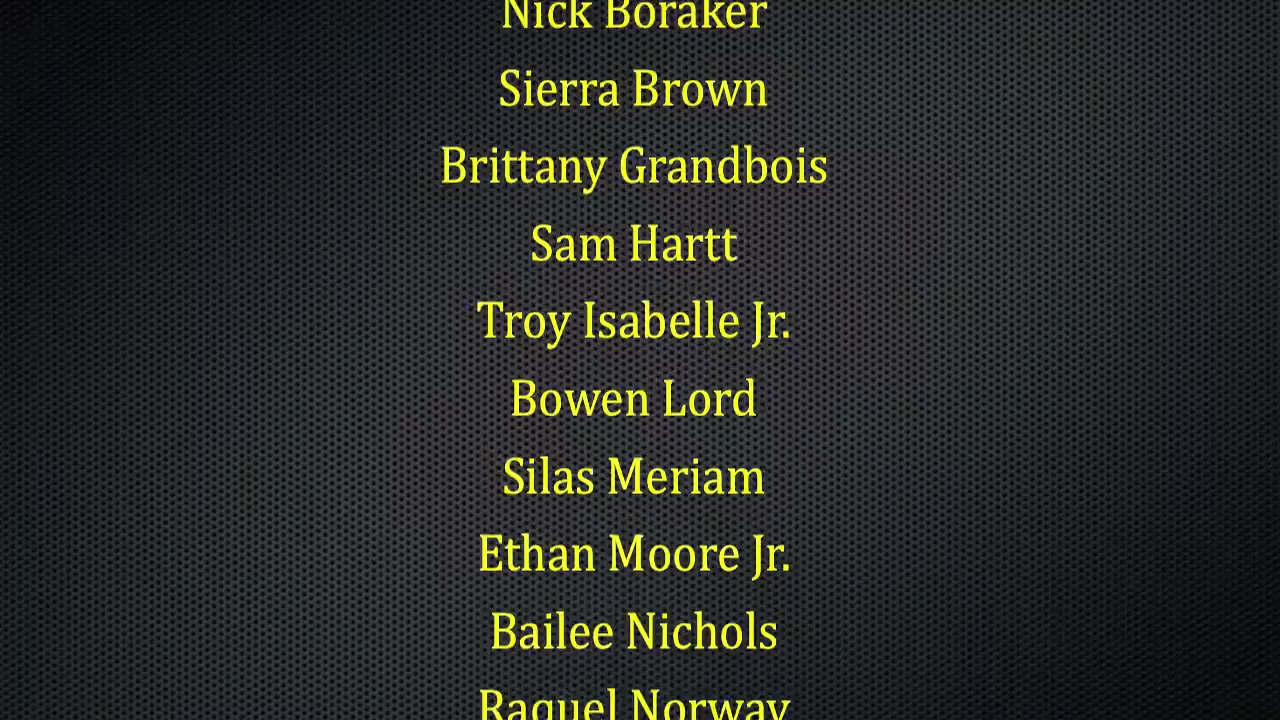 Nick Boraker
Sierra Brown
Brittany Grandbois
Sam Hartt
Troy Isabelle Jr.
Bowen Lord
Silas Meriam
Ethan Moore Jr.
Bailee Nichols
Raquel Norway